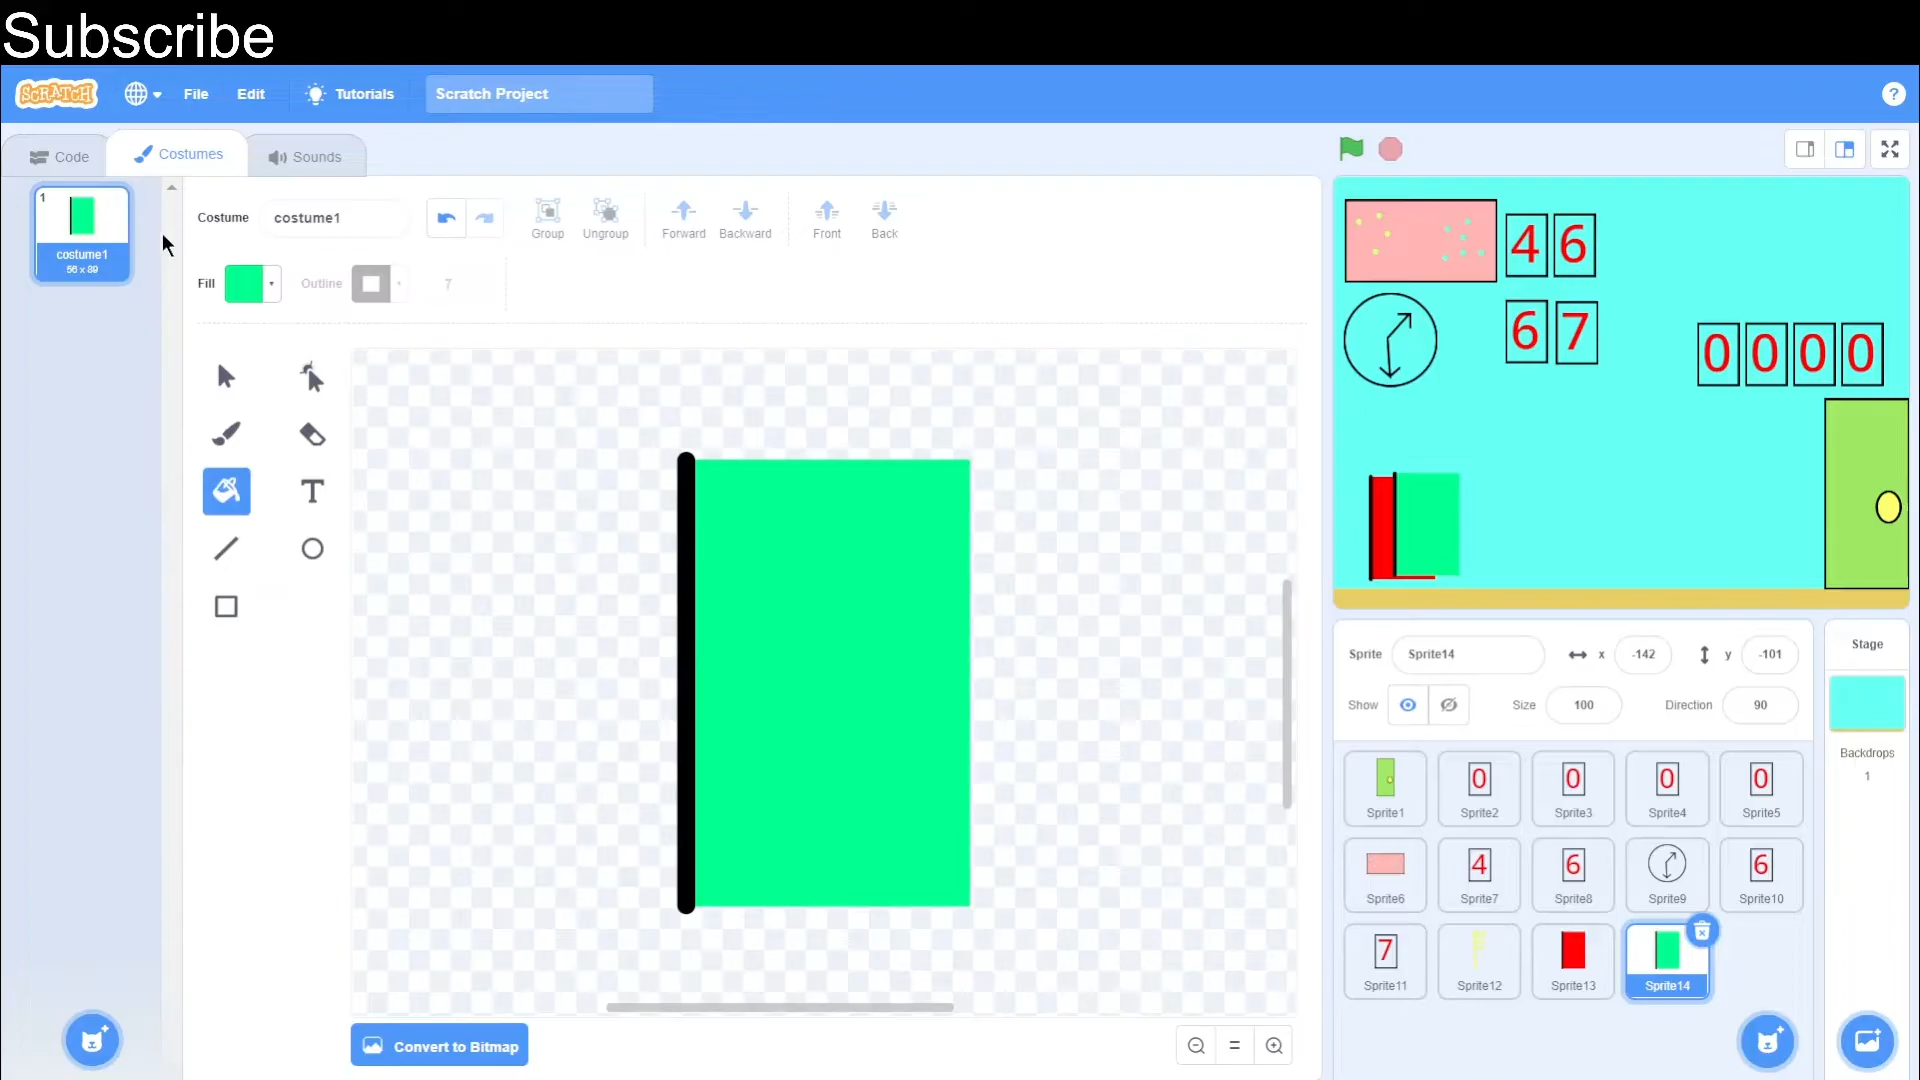 Subscribe
SCRATCH
File
Edit
Tutorials
Scratch Project
?
Code
Costumes
Sounds
1
costume1
56 x 89
Costume
costume1
Group
Ungroup
Forward
Backward
Front
Back
Fill
Outline
7
T
Convert to Bitmap
4 6
6 7
0 0 0 0
Sprite
Sprite14
x
-142
y
-101
Show
Size
100
Direction
90
Stage
Backdrops
1
0
0
0
0
Sprite1
Sprite2
Sprite3
Sprite4
Sprite5
4
6
6
Sprite6
Sprite7
Sprite8
Sprite9
Sprite10
7
Sprite11
Sprite12
Sprite13
Sprite14